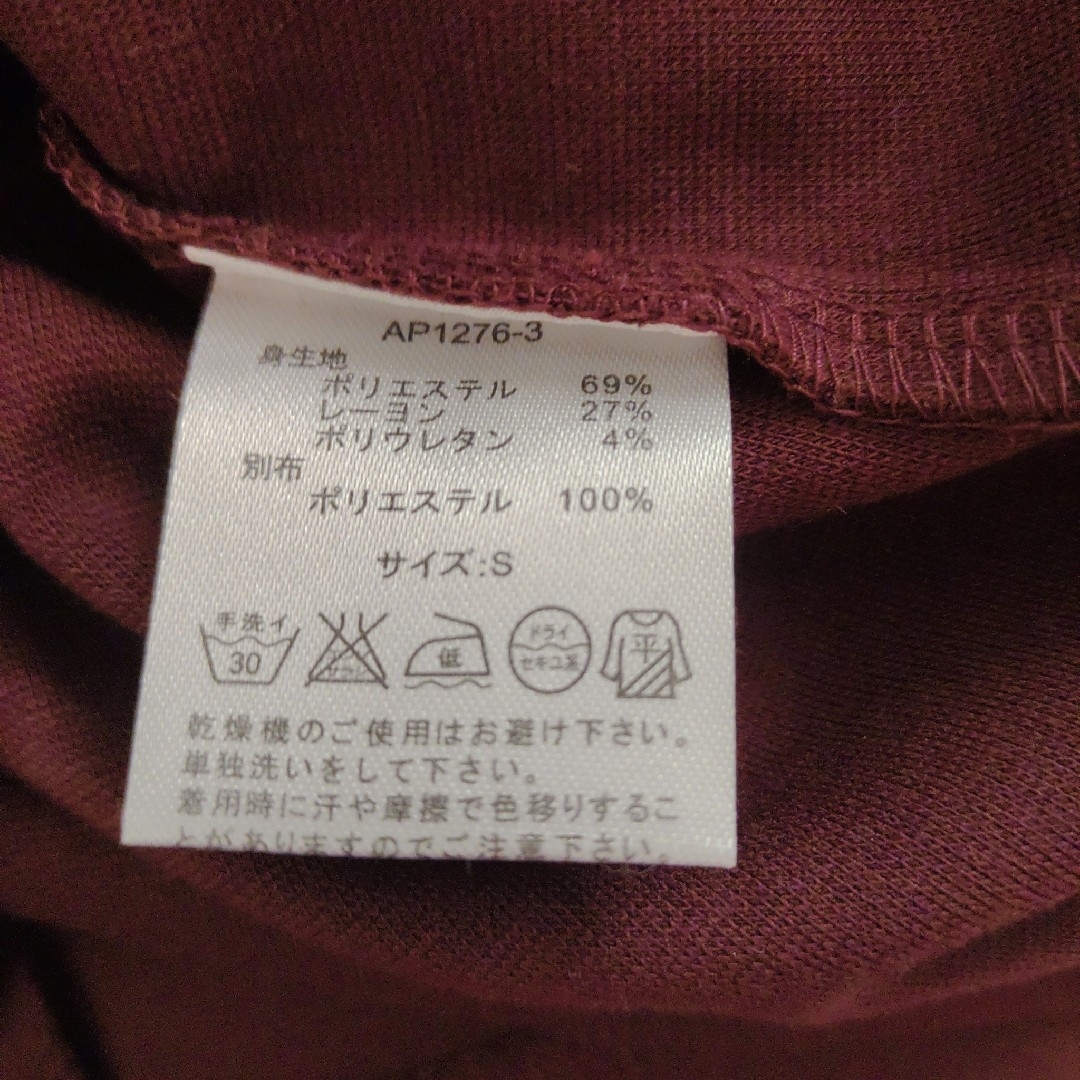 AP1276-3
身生地
ポリエステル 69%
レーヨン 27%
ポリウレタン 4%
別布
ポリエステル 100%
サイズ:S
手洗イ
30
低
ドライ
セキユ系
平
乾燥機のご使用はお避け下さい。
単独洗いをして下さい。
着用時に汗や摩擦で色移りするこ
とがありますのでご注意下さい。